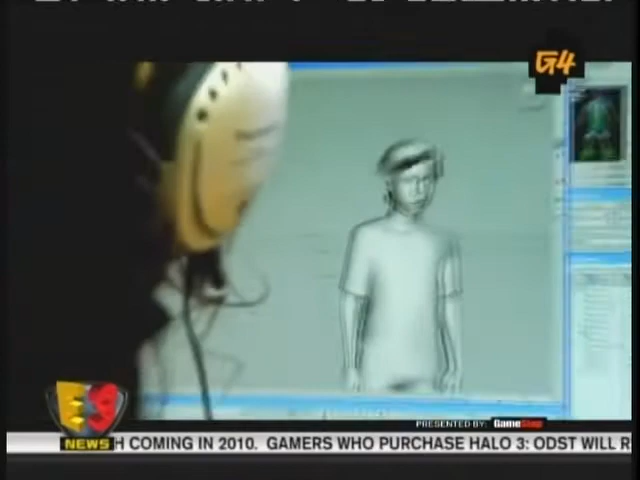 G4
PRESENTED BY: GameStop
E3
NEWS
H COMING IN 2010. GAMERS WHO PURCHASE HALO 3: ODST WILL R